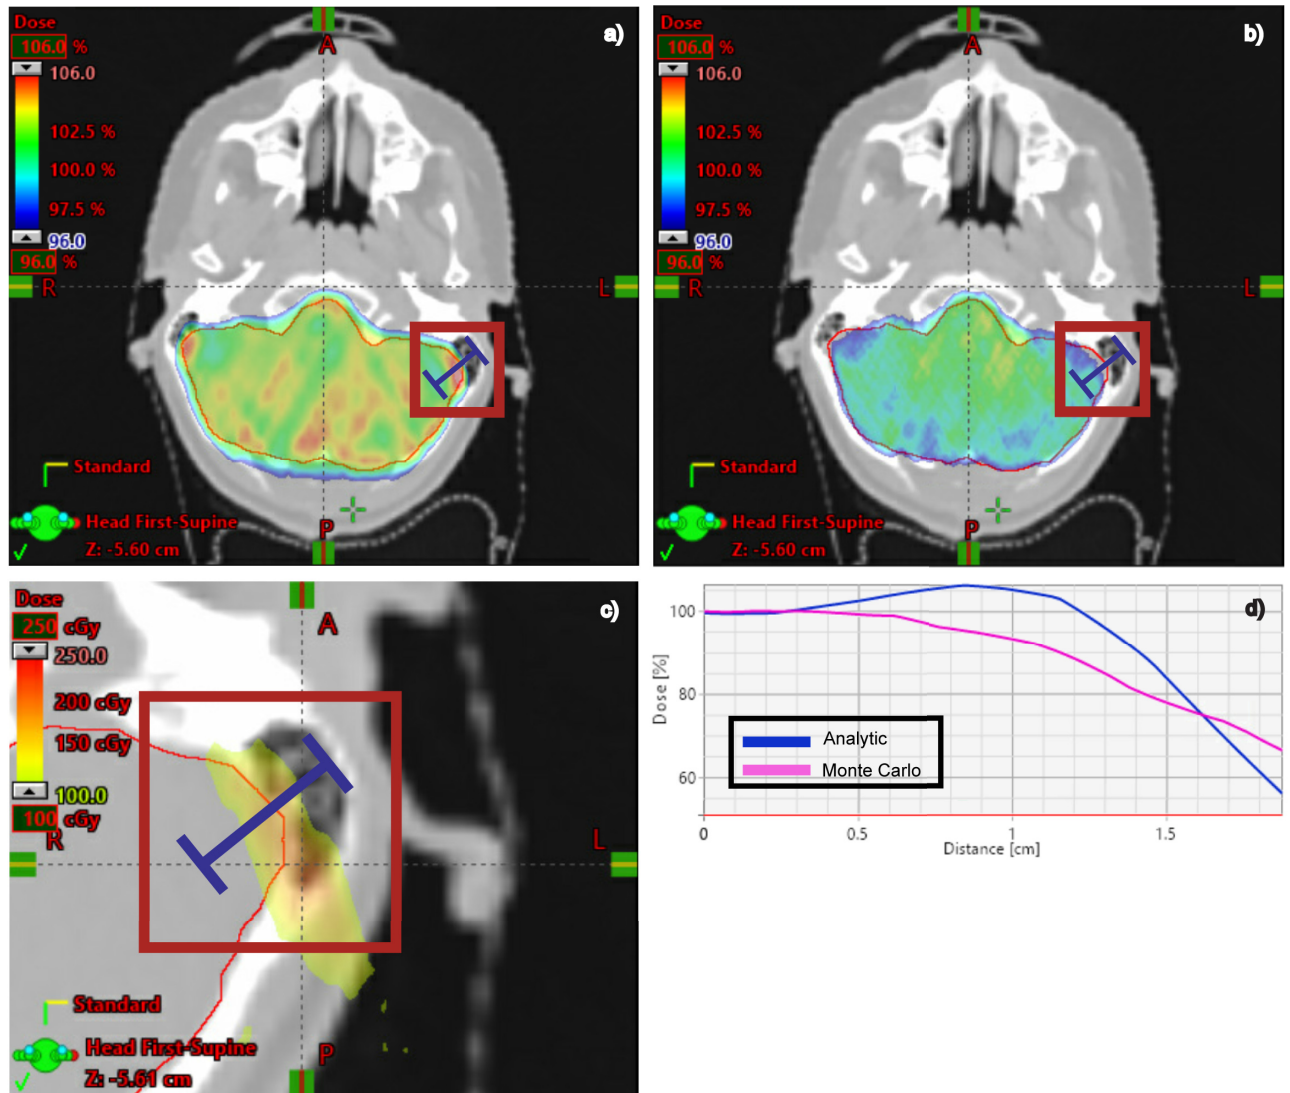 Dose
106.0 %
106.0
102.5 %
100.0 %
97.5 %
96.0
96.0 %
A
R
L
P
Standard
Head First-Supine
Z: -5.60 cm
a)
Dose
106.0 %
106.0
102.5 %
100.0 %
97.5 %
96.0
96.0 %
A
R
L
P
Standard
Head First-Supine
Z: -5.60 cm
b)
Dose
250 cGy
250.0
200 cGy
150 cGy
100.0
100 cGy
A
R
L
P
Standard
Head First-Supine
Z: -5.61 cm
c)
d)
100
80
60
Dose [%]
Analytic
Monte Carlo
0
0.5
1
1.5
Distance [cm]